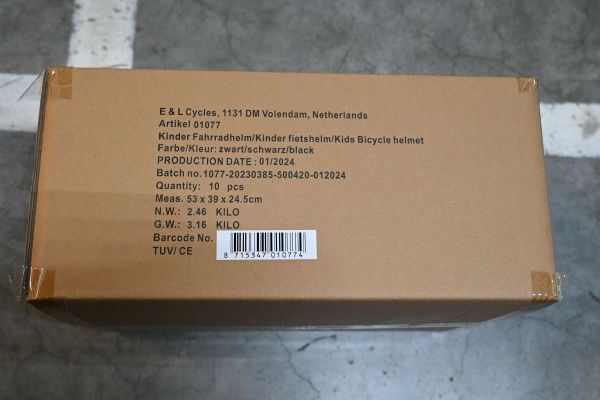 E & L Cycles, 1131 DM Volendam, Netherlands
Artikel 01077
Kinder Fahrradhelm/Kinder fietshelm/Kids Bicycle helmet
Farbe/Kleur: zwart/schwarz/black
PRODUCTION DATE : 01/2024
Batch no.1077-20230385-500420-012024
Quantity: 10 pcs
Meas. 53 x 39 x 24.5cm
N.W.: 2.46 KILO
G.W.: 3.16 KILO
Barcode No.
8 715347 010774
TUV/ CE